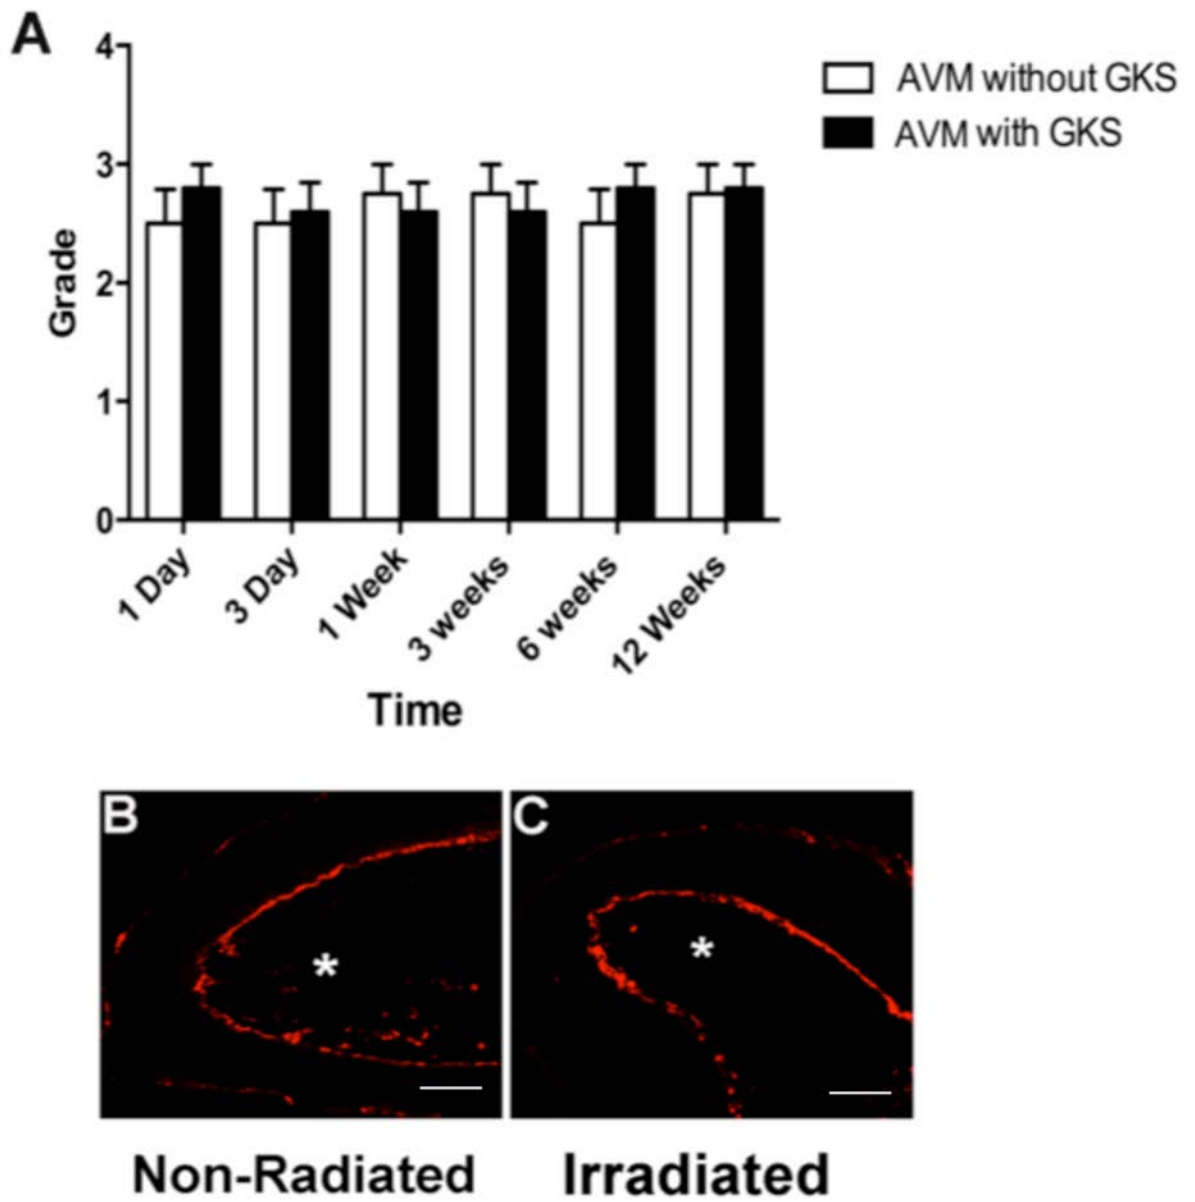 A
4
3
2
1
0
Grade
1 Day
3 Day
1 Week
3 weeks
6 weeks
12 Weeks
Time
AVM without GKS
AVM with GKS
B
*
C
*
Non-Radiated
Irradiated